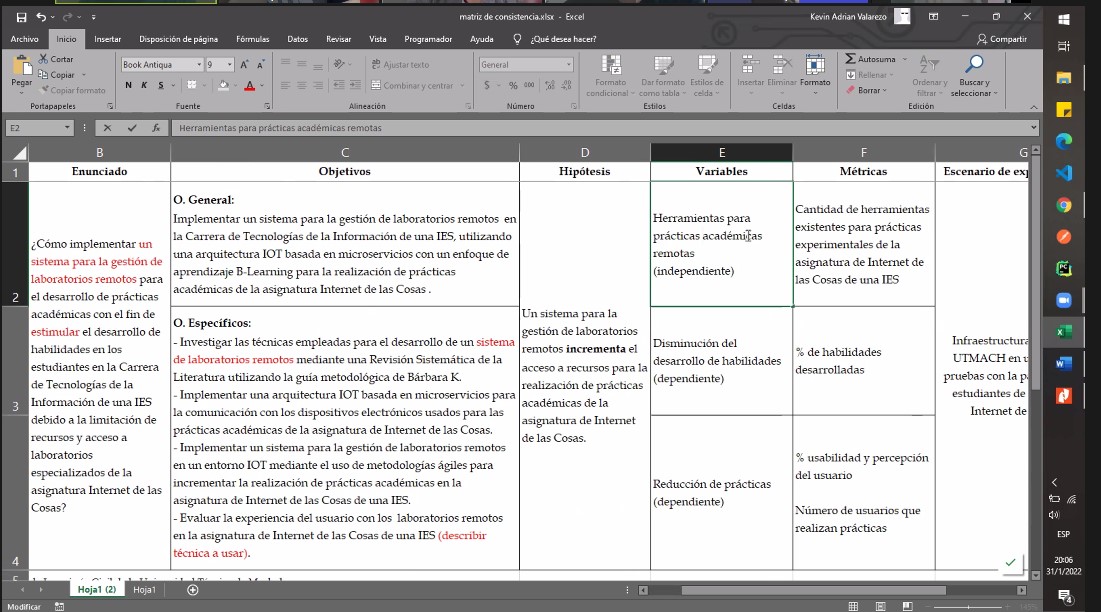 matriz de consistencia.xlsx - Excel
Kevin Adrian Valarezo
Archivo Inicio Insertar Disposición de página Fórmulas Datos Revisar Vista Programador Ayuda ¿Qué desea hacer? Compartir
Pegar
Cortar
Copiar
Copiar formato
Portapapeles
Book Antiqua 9
N K S
Fuente
Ajustar texto
Combinar y centrar
Alineación
General
$ % 000
Número
Formato condicional
Dar formato como tabla
Estilos de celda
Estilos
Insertar Eliminar Formato
Celdas
Autosuma
Rellenar
Borrar
Ordenar y filtrar
Buscar y seleccionar
Edición
E2
Herramientas para prácticas académicas remotas
B C D E F G
1 Enunciado Objetivos Hipótesis Variables Métricas Escenario de exp
2
3
4
5
¿Cómo implementar un
sistema para la gestión de
laboratorios remotos para
el desarrollo de prácticas
académicas con el fin de
estimular el desarrollo de
habilidades en los
estudiantes en la Carrera
de Tecnologías de la
Información de una IES
debido a la limitación de
recursos y acceso a
laboratorios
especializados de la
asignatura Internet de las
Cosas?
O. General:
Implementar un sistema para la gestión de laboratorios remotos en
la Carrera de Tecnologías de la Información de una IES, utilizando
una arquitectura IOT basada en microservicios con un enfoque de
aprendizaje B-Learning para la realización de prácticas
académicas de la asignatura Internet de las Cosas .
O. Específicos:
- Investigar las técnicas empleadas para el desarrollo de un sistema
de laboratorios remotos mediante una Revisión Sistemática de la
Literatura utilizando la guía metodológica de Bárbara K.
- Implementar una arquitectura IOT basada en microservicios para
la comunicación con los dispositivos electrónicos usados para las
prácticas académicas de la asignatura de Internet de las Cosas.
- Implementar un sistema para la gestión de laboratorios remotos
en un entorno IOT mediante el uso de metodologías ágiles para
incrementar la realización de prácticas académicas en la
asignatura de Internet de las Cosas de una IES.
- Evaluar la experiencia del usuario con los laboratorios remotos
en la asignatura de Internet de las Cosas de una IES (describir
técnica a usar).
Un sistema para la
gestión de laboratorios
remotos incrementa el
acceso a recursos para la
realización de prácticas
académicas de la
asignatura de Internet
de las Cosas.
Herramientas para
prácticas académicas
remotas
(independiente)
Disminución del
desarrollo de habilidades
(dependiente)
Reducción de prácticas
(dependiente)
Cantidad de herramientas
existentes para prácticas
experimentales de la
asignatura de Internet de
las Cosas de una IES
% de habilidades
desarrolladas
% usabilidad y percepción
del usuario
Número de usuarios que
realizan prácticas
Infraestructura
UTMACH en u
pruebas con la pa
estudiantes de
Internet de
Hoja1 (2) Hoja1
Modificar
ESP
20:06
31/1/2022
4